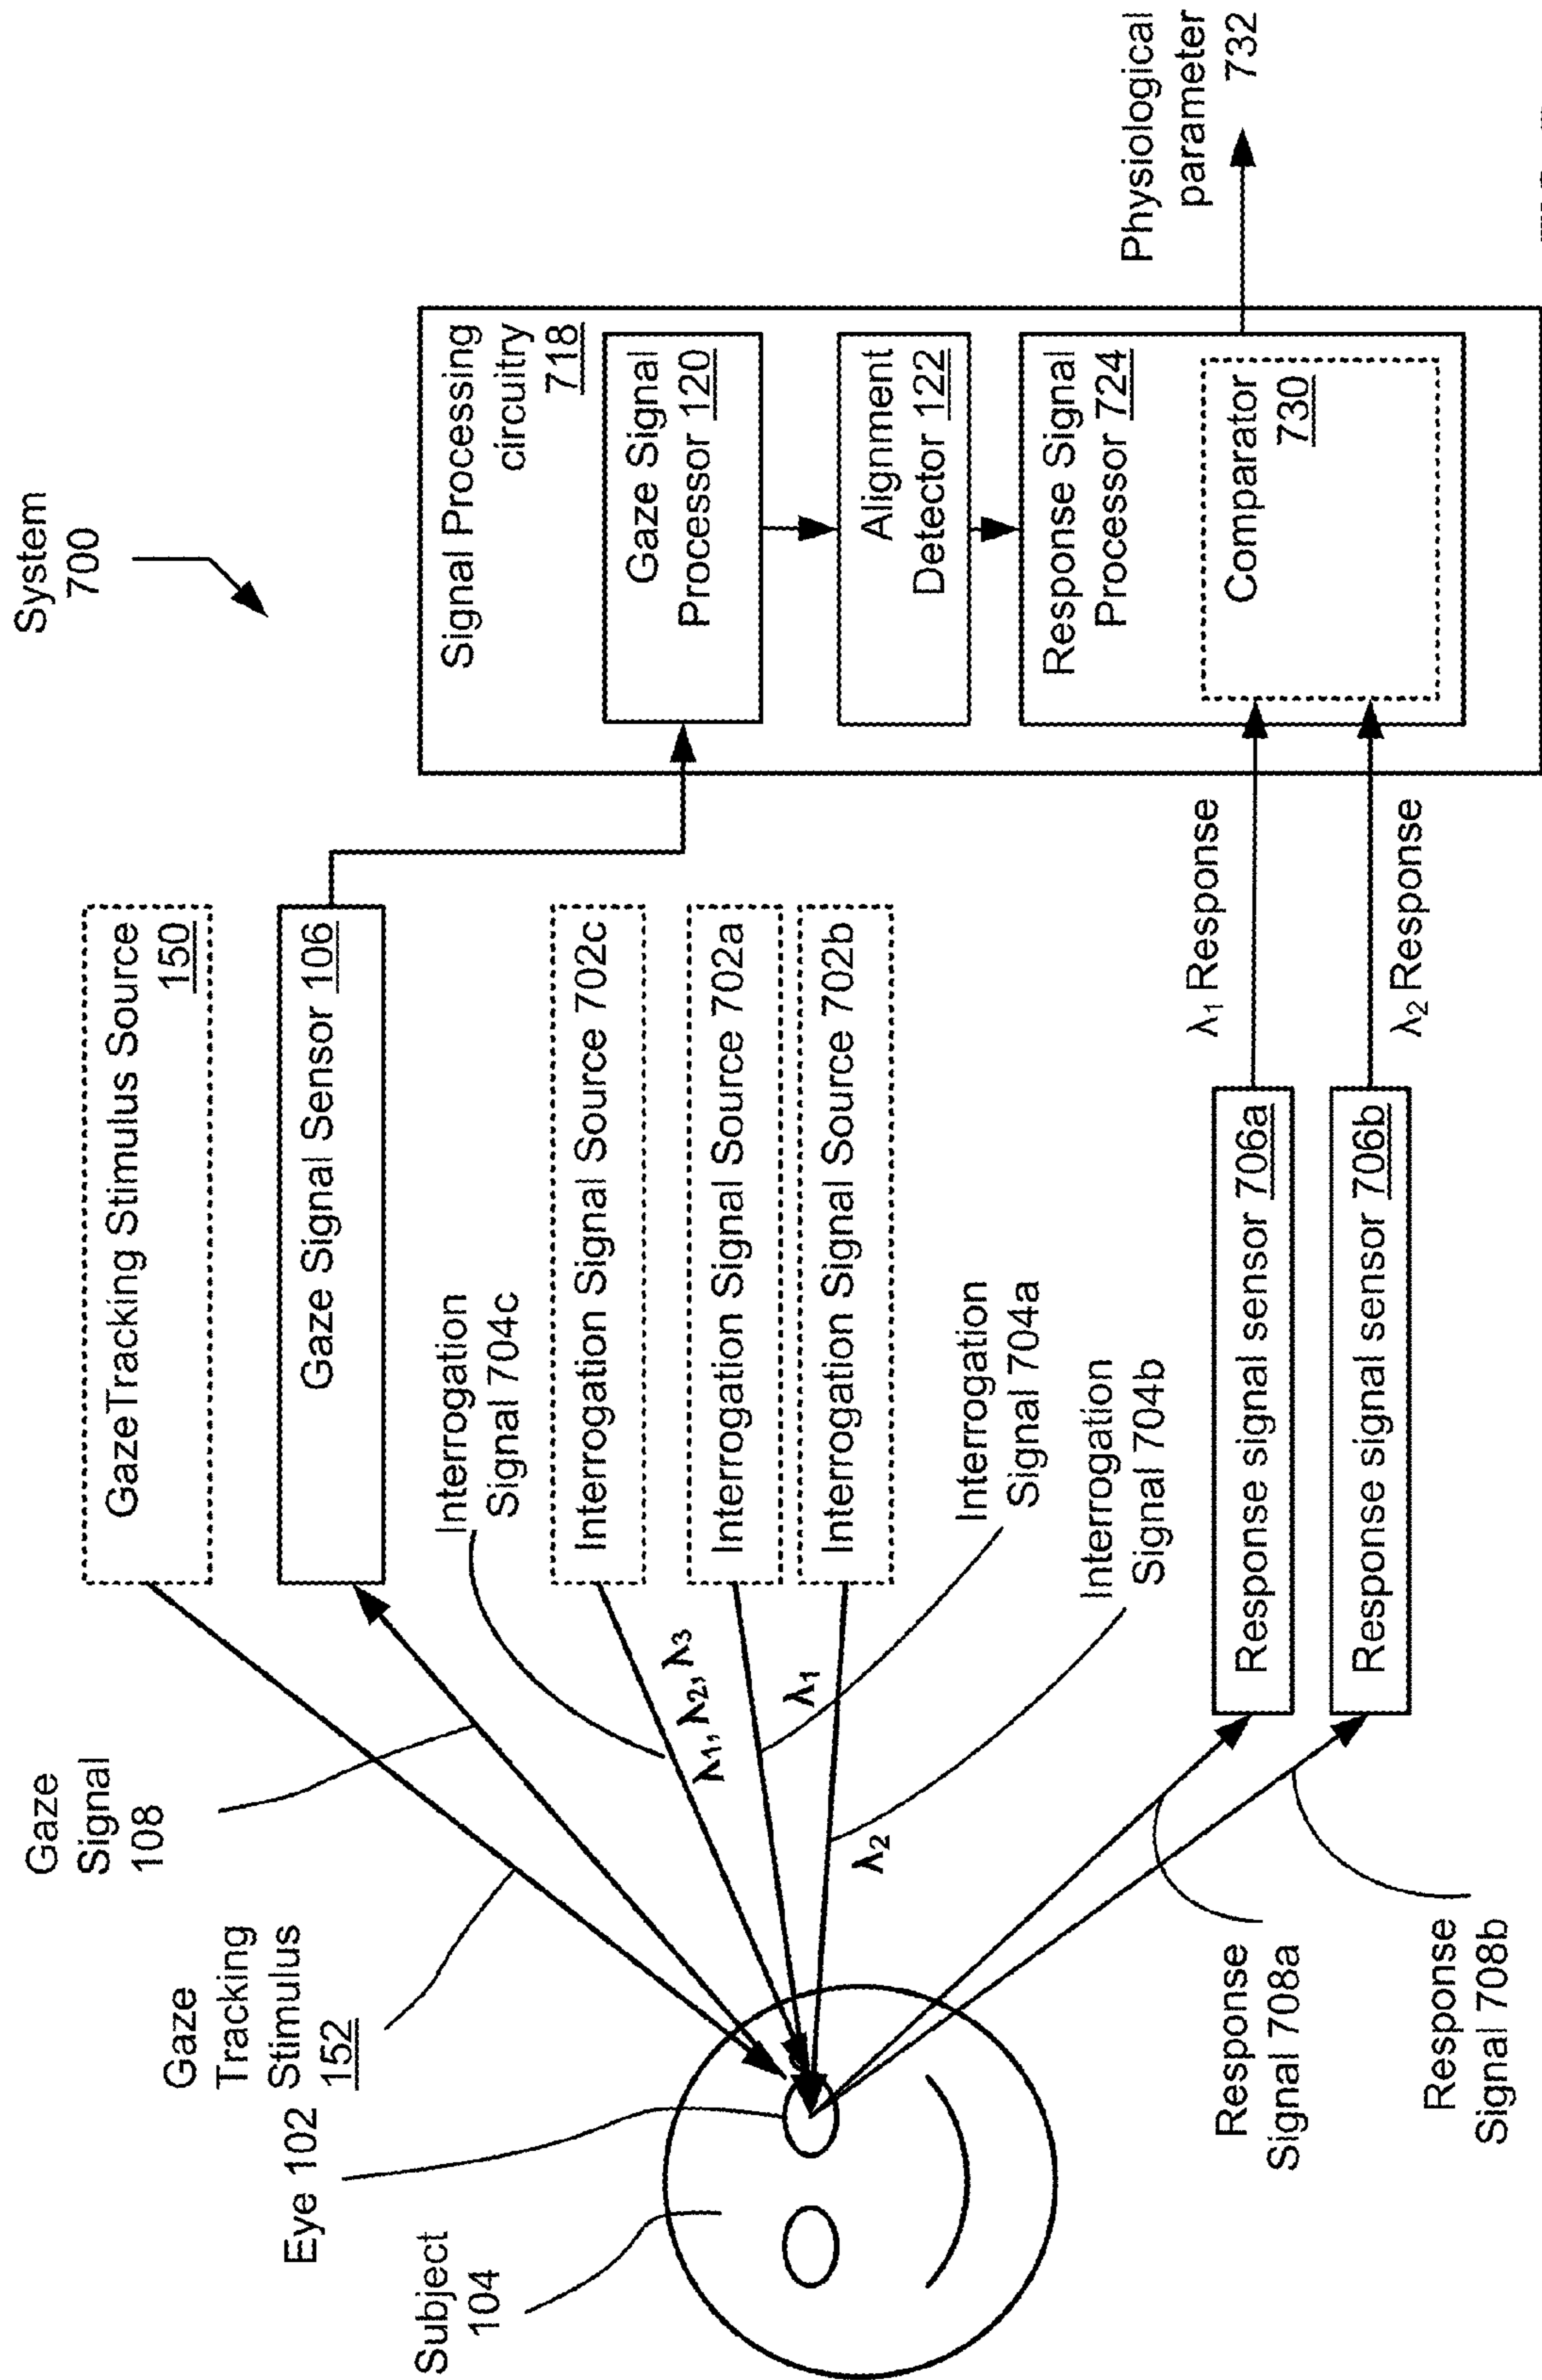 System
700
Gaze
Signal
108
Gaze
Tracking
Stimulus
152
Eye 102
Subject
104
GazeTracking Stimulus Source
150
Gaze Signal Sensor 106
Interrogation
Signal 704c
Interrogation Signal Source 702c
Interrogation Signal Source 702a
Interrogation Signal Source 702b
λ1, λ2, λ3
λ1
λ2
Interrogation
Signal 704a
Interrogation
Signal 704b
Response
Signal 708a
Response
Signal 708b
Response signal sensor 706a
Response signal sensor 706b
λ1 Response
λ2 Response
Signal Processing
circuitry
718
Gaze Signal
Processor 120
Alignment
Detector 122
Response Signal
Processor 724
Comparator
730
Physiological
parameter
732